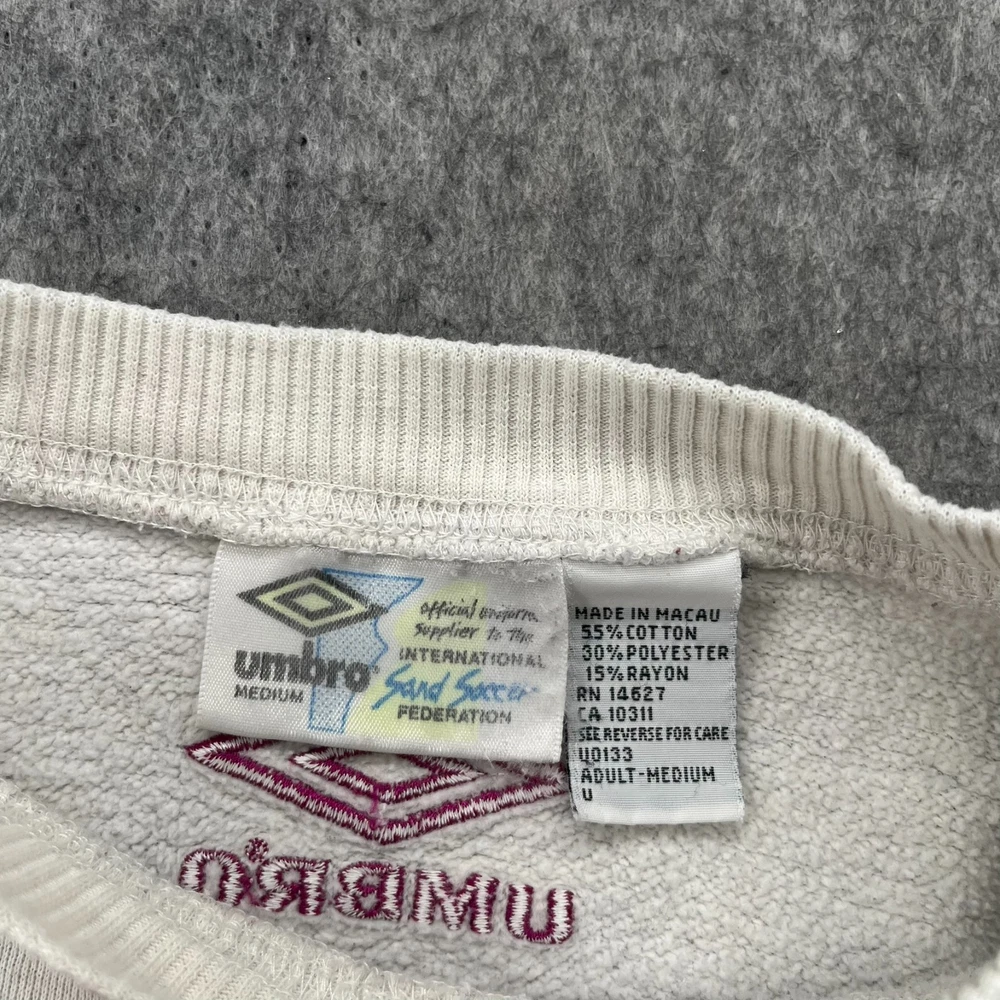 official uniform
supplier to the
INTERNATIONAL
Sand Soccer
FEDERATION
umbro
MEDIUM
MADE IN MACAU
55% COTTON
30% POLYESTER
15% RAYON
RN 14627
CA 10311
SEE REVERSE FOR CARE
U0133
ADULT-MEDIUM
U
UMBRO®